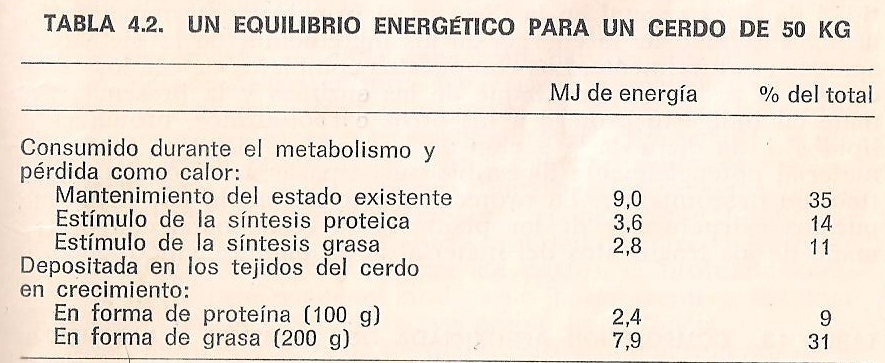 TABLA 4.2. UN EQUILIBRIO ENERGÉTICO PARA UN CERDO DE 50 KG
MJ de energía % del total
Consumido durante el metabolismo y
pérdida como calor:
Mantenimiento del estado existente 9,0 35
Estímulo de la síntesis proteica 3,6 14
Estímulo de la síntesis grasa 2,8 11
Depositada en los tejidos del cerdo
en crecimiento:
En forma de proteína (100 g) 2,4 9
En forma de grasa (200 g) 7,9 31